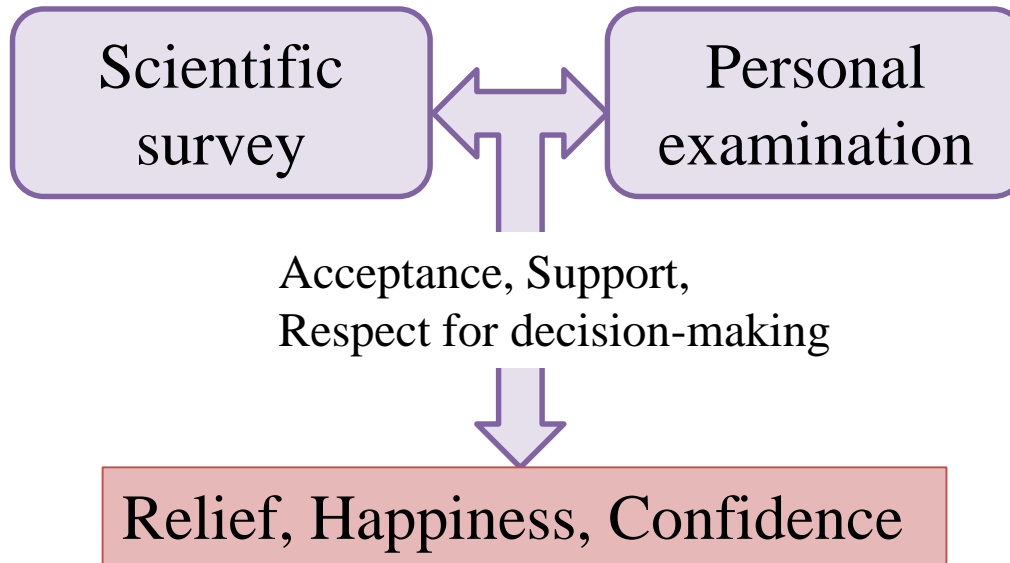 Scientific
survey
Personal
examination
Acceptance, Support,
Respect for decision-making
Relief, Happiness, Confidence